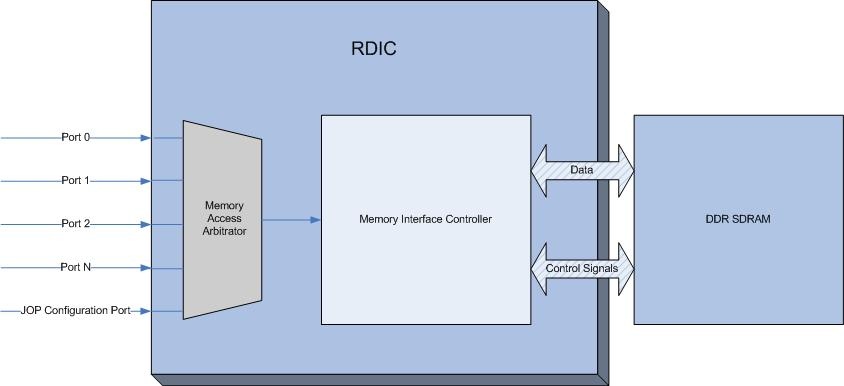 RDIC
Port 0
Port 1
Port 2
Port N
JOP Configuration Port
Memory
Access
Arbitrator
Memory Interface Controller
Data
Control Signals
DDR SDRAM